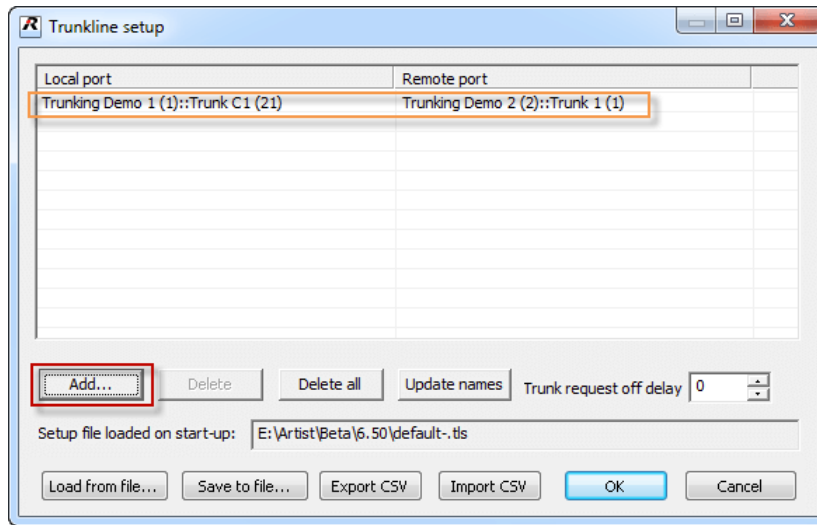 Trunkline setup
Local port Remote port
Trunking Demo 1 (1)::Trunk C1 (21) Trunking Demo 2 (2)::Trunk 1 (1)
Add... Delete Delete all Update names Trunk request off delay 0
Setup file loaded on start-up: E:\Artist\Beta\6.50\default-.tls
Load from file... Save to file... Export CSV Import CSV OK Cancel